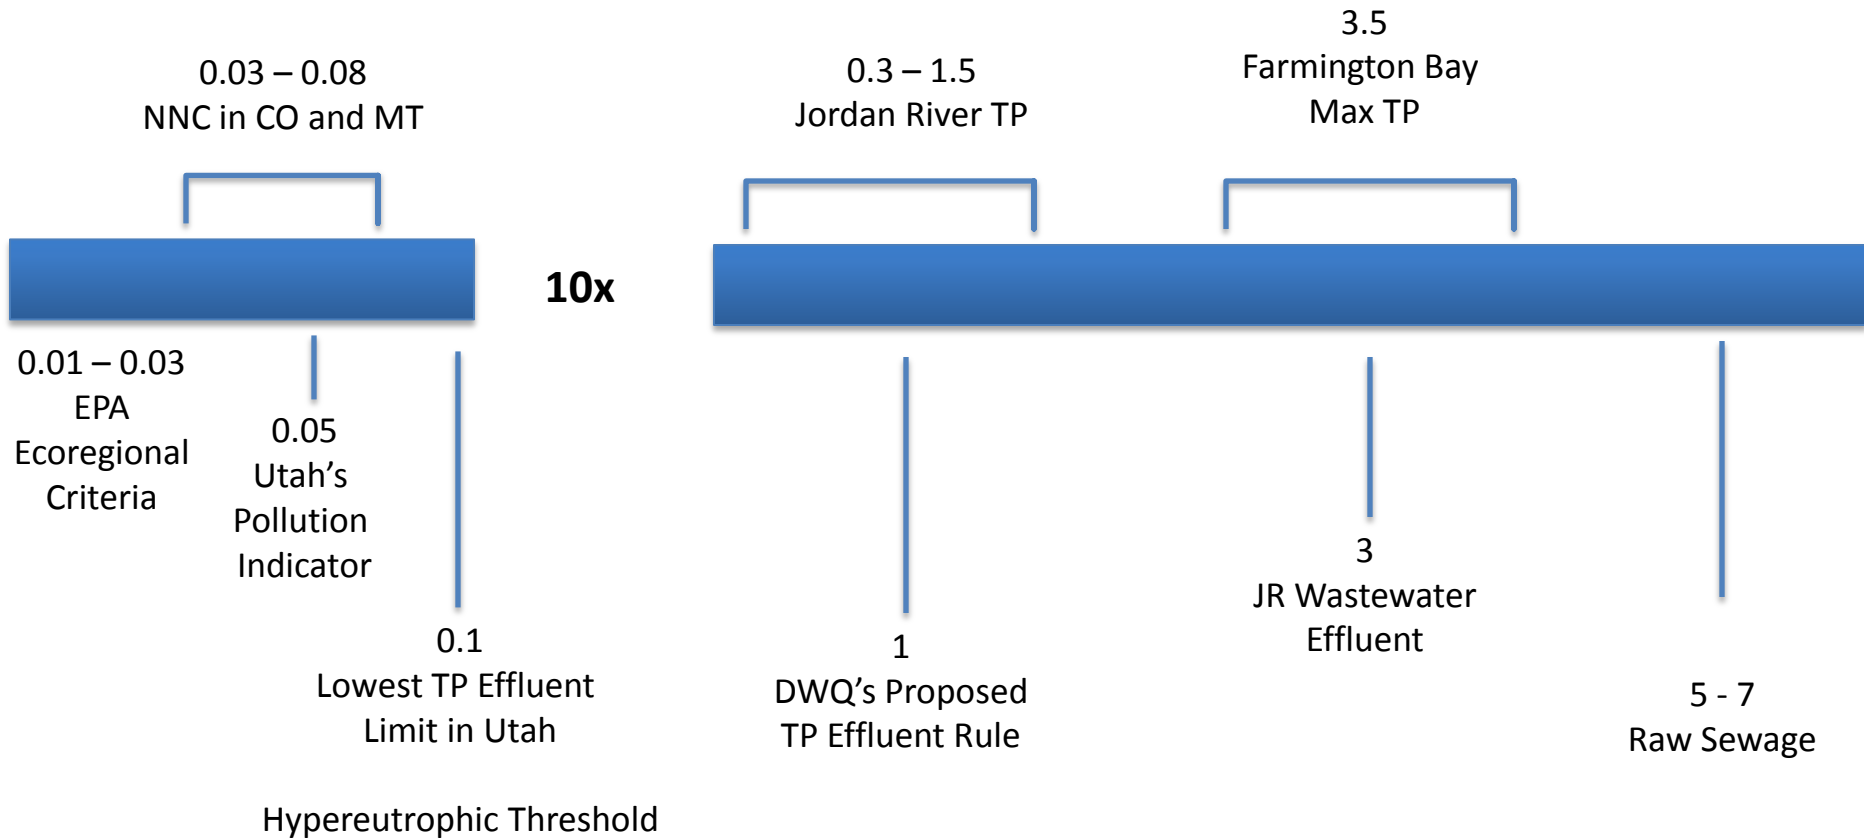 0.03 – 0.08
NNC in CO and MT
0.3 – 1.5
Jordan River TP
3.5
Farmington Bay
Max TP
10x
0.01 – 0.03
EPA
Ecoregional
Criteria
0.05
Utah’s
Pollution
Indicator
0.1
Lowest TP Effluent
Limit in Utah
Hypereutrophic Threshold
1
DWQ’s Proposed
TP Effluent Rule
3
JR Wastewater
Effluent
5 - 7
Raw Sewage